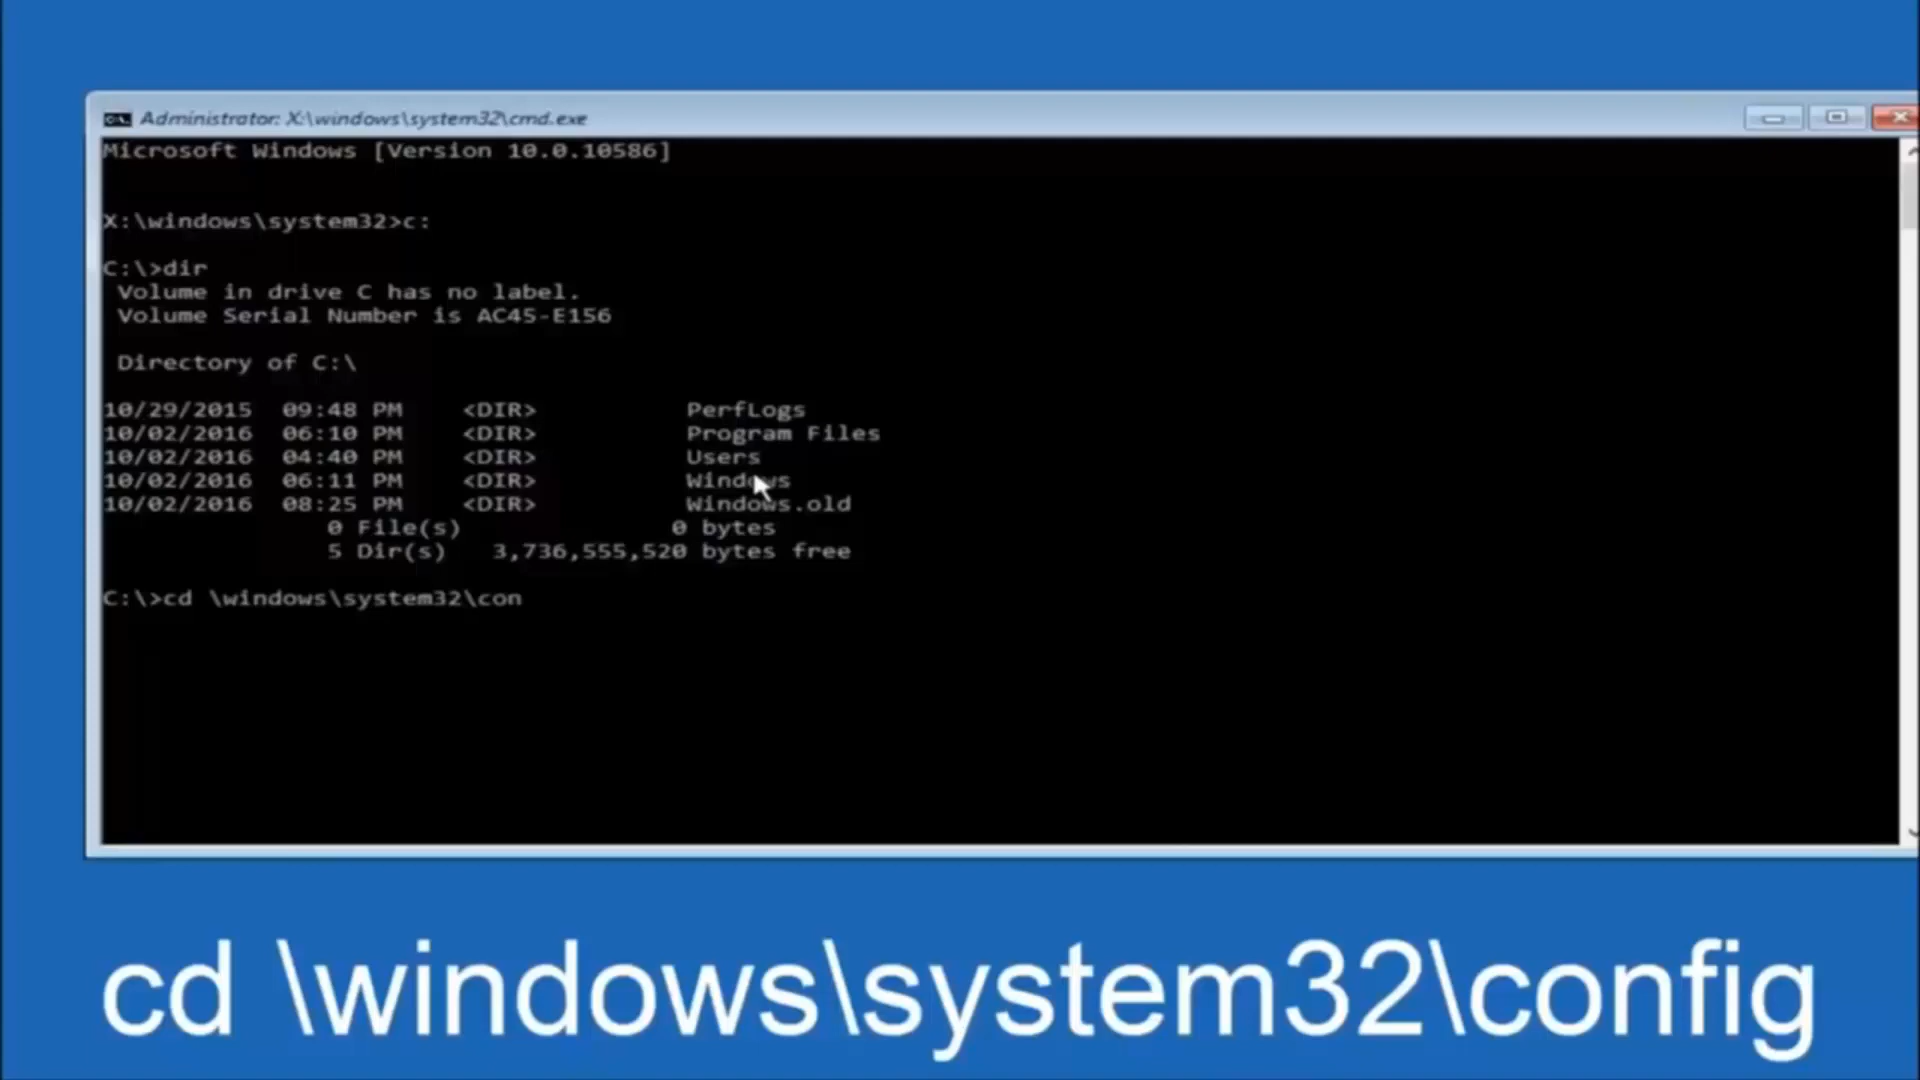 Administrator: X:\windows\system32\cmd.exe
Microsoft Windows [Version 10.0.10586]
X:\windows\system32>c:
C:\>dir
Volume in drive C has no label.
Volume Serial Number is AC45-E156
Directory of C:\
10/29/2015 09:48 PM <DIR> PerfLogs
10/02/2016 06:10 PM <DIR> Program Files
10/02/2016 04:40 PM <DIR> Users
10/02/2016 06:11 PM <DIR> Windows
10/02/2016 08:25 PM <DIR> Windows.old
0 File(s) 0 bytes
5 Dir(s) 3,736,555,520 bytes free
C:\>cd \windows\system32\con
cd \windows\system32\config